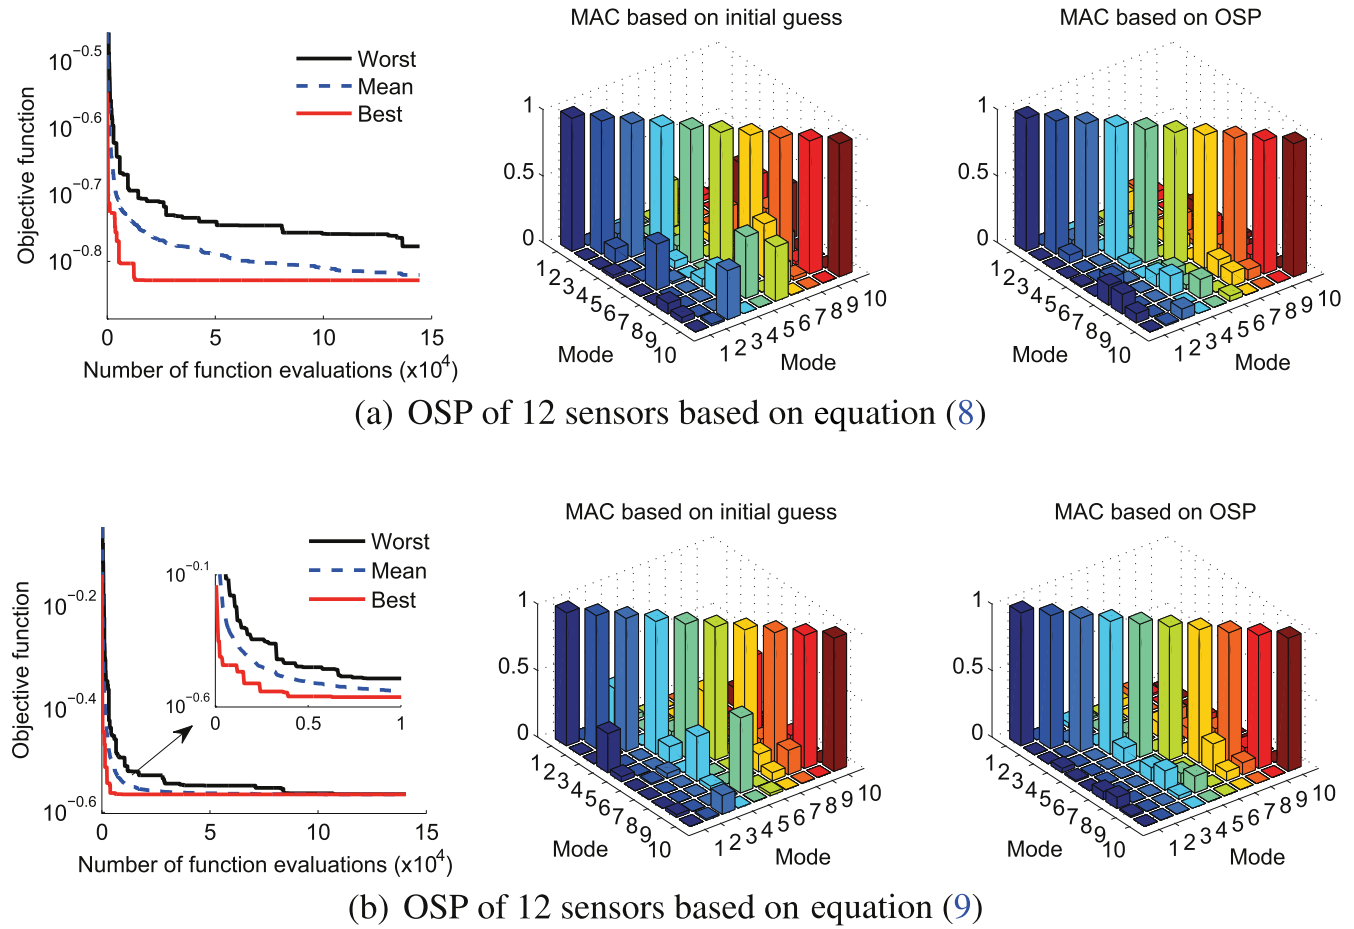 MAC based on initial guess
MAC based on OSP
Objective function
10−0.5
10−0.6
10−0.7
10−0.8
Worst
Mean
Best
0 5 10 15
Number of function evaluations (x104)
1
0.5
0
1 2 3 4 5 6 7 8 9 10
Mode
1 2 3 4 5 6 7 8 9 10
Mode
1
0.5
0
1 2 3 4 5 6 7 8 9 10
Mode
1 2 3 4 5 6 7 8 9 10
Mode
(a) OSP of 12 sensors based on equation (8)
MAC based on initial guess
MAC based on OSP
Objective function
10−0.2
10−0.4
10−0.6
Worst
Mean
Best
10−0.1
10−0.6
0 0.5 1
0 5 10 15
Number of function evaluations (x104)
1
0.5
0
1 2 3 4 5 6 7 8 9 10
Mode
1 2 3 4 5 6 7 8 9 10
Mode
1
0.5
0
1 2 3 4 5 6 7 8 9 10
Mode
1 2 3 4 5 6 7 8 9 10
Mode
(b) OSP of 12 sensors based on equation (9)